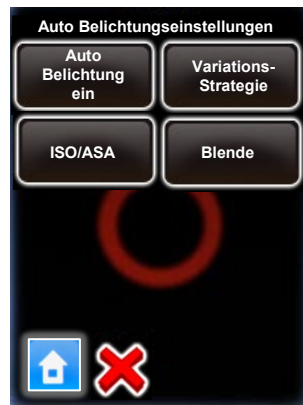 Auto Belichtungseinstellungen
Auto
Belichtung
ein
Variations-
Strategie
ISO/ASA
Blende